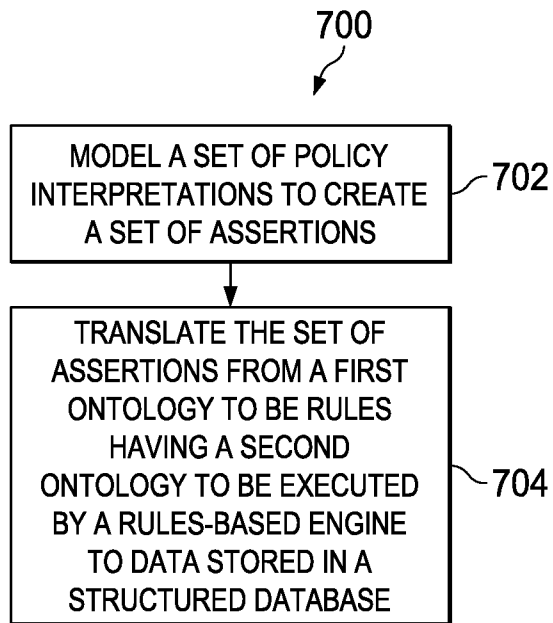 700
MODEL A SET OF POLICY
INTERPRETATIONS TO CREATE
A SET OF ASSERTIONS
702
TRANSLATE THE SET OF
ASSERTIONS FROM A FIRST
ONTOLOGY TO BE RULES
HAVING A SECOND
ONTOLOGY TO BE EXECUTED
BY A RULES-BASED ENGINE
TO DATA STORED IN A
STRUCTURED DATABASE
704